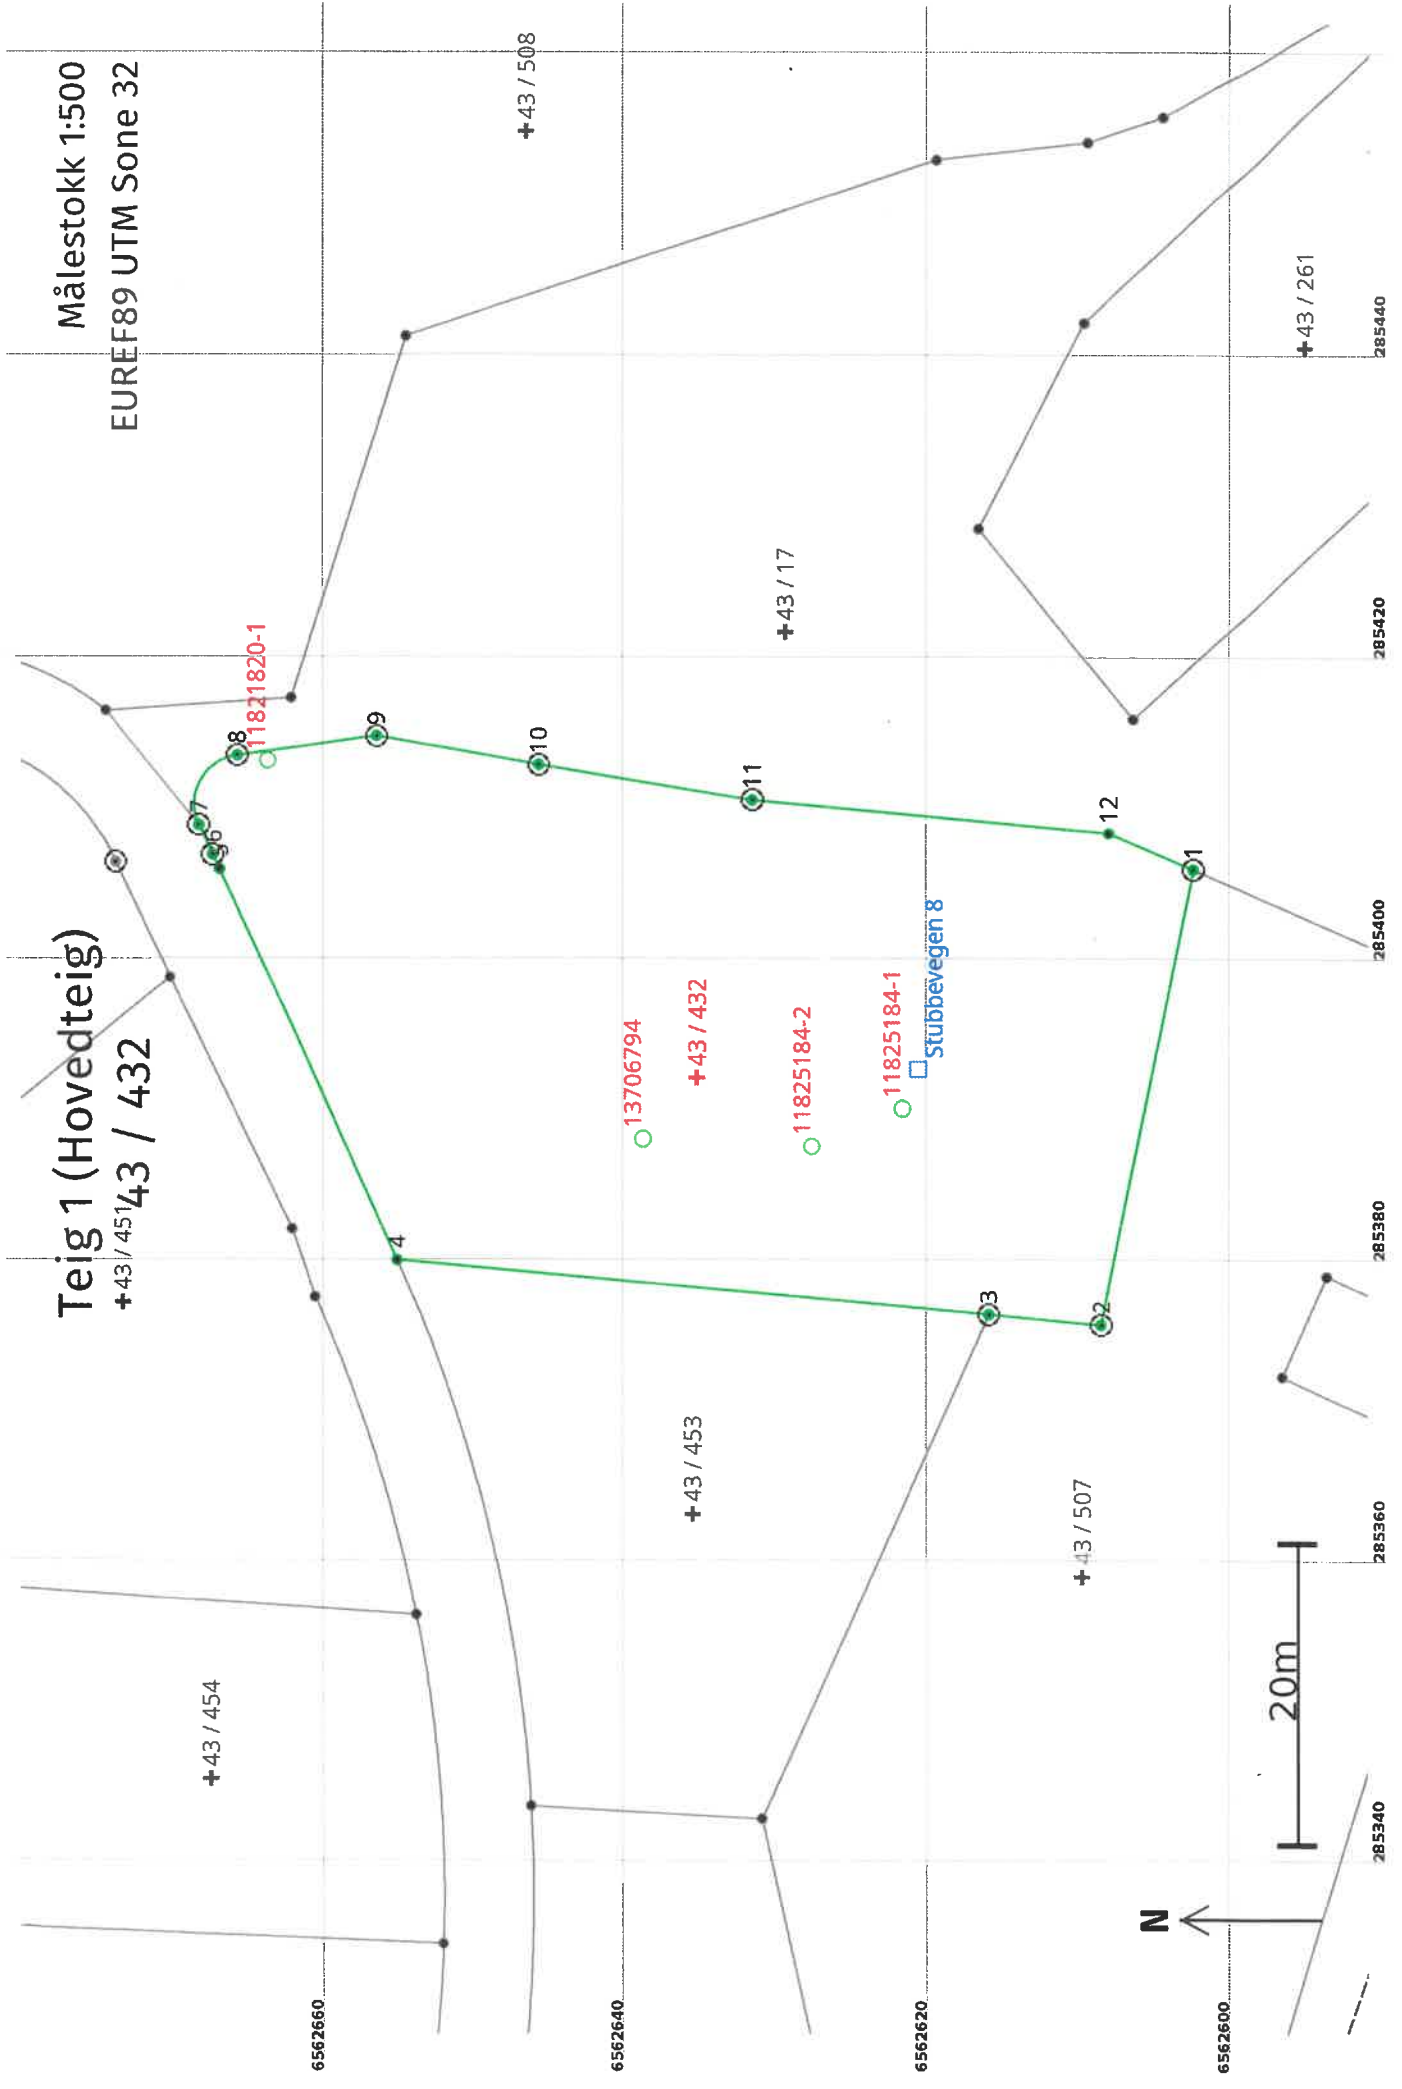 Målestokk 1:500
EUREF89 UTM Sone 32
Teig 1 (Hovedteig)
43 / 432
+43 / 451
+43 / 454
+43 / 508
11821820-1
8
7
6
5
9
4
10
13706794
+43 / 432
+43 / 453
+43 / 17
11
11825184-2
11825184-1
Stubbevegen 8
12
3
2
1
+43 / 507
+43 / 261
20m
N
6562660
6562640
6562620
6562600
285340
285360
285380
285400
285420
285440